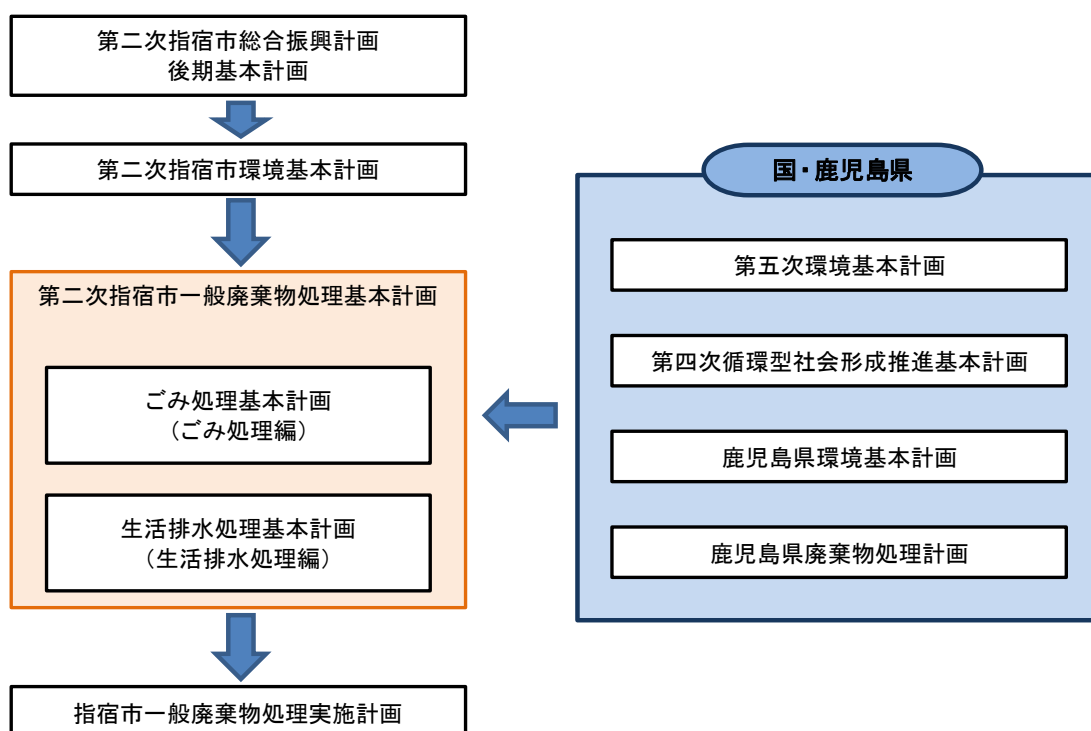 第二次指宿市総合振興計画
後期基本計画
第二次指宿市環境基本計画
第二次指宿市一般廃棄物処理基本計画
ごみ処理基本計画
（ごみ処理編）
生活排水処理基本計画
（生活排水処理編）
指宿市一般廃棄物処理実施計画
国・鹿児島県
第五次環境基本計画
第四次循環型社会形成推進基本計画
鹿児島県環境基本計画
鹿児島県廃棄物処理計画